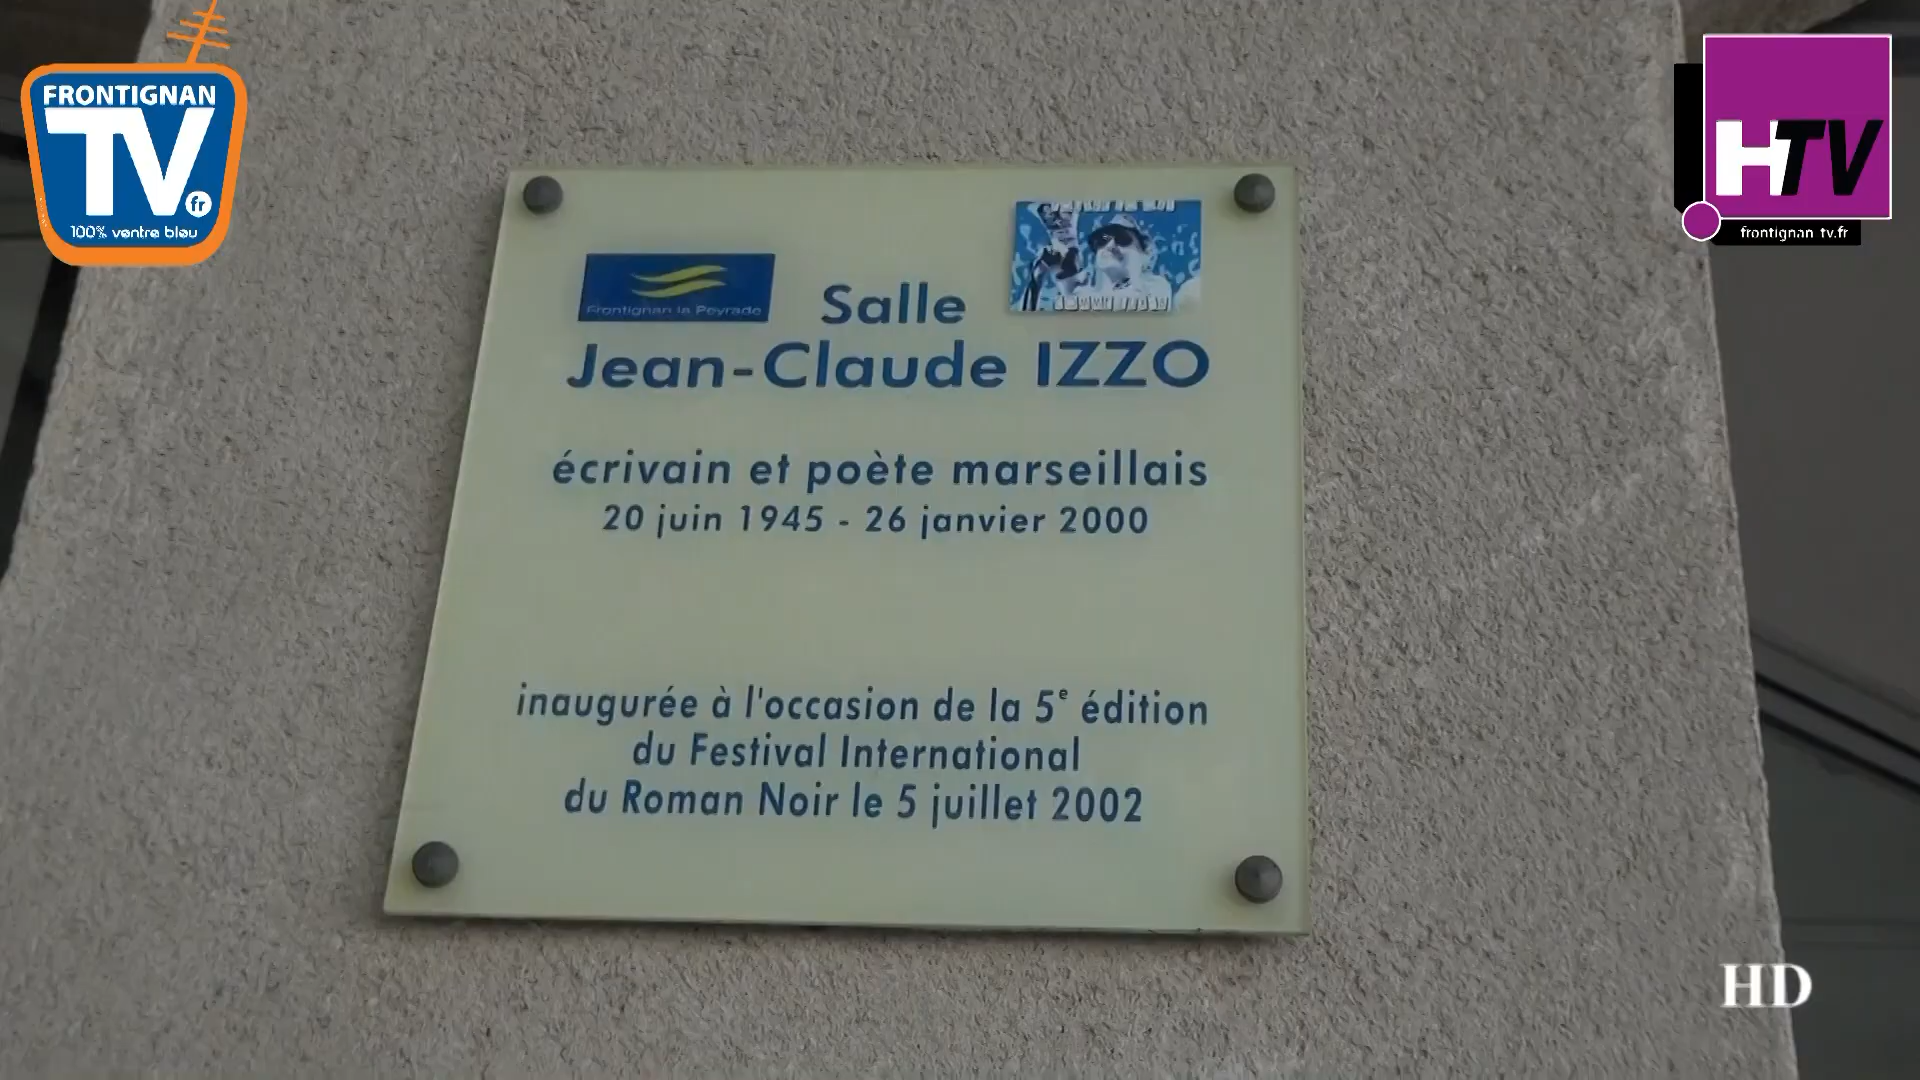 FRONTIGNAN
TV.fr
100% ventre bleu
HTV
frontignan tv.fr
Frontignan la Peyrade
Salle
Jean-Claude IZZO
écrivain et poète marseillais
20 juin 1945 - 26 janvier 2000
inaugurée à l'occasion de la 5e édition
du Festival International
du Roman Noir le 5 juillet 2002
HD